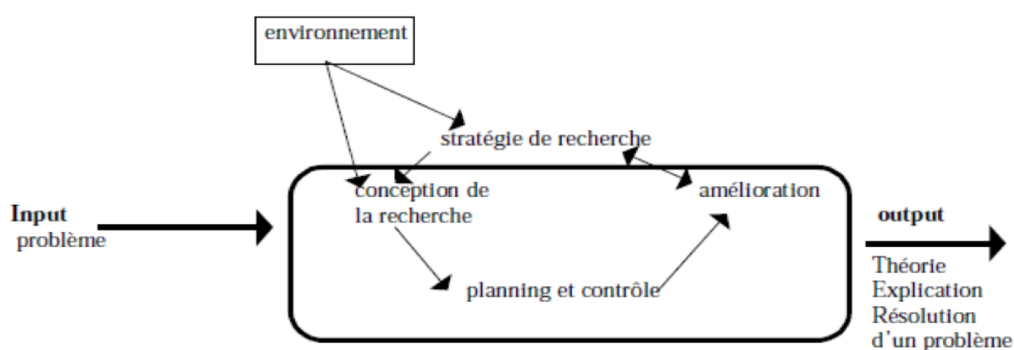 environnement
stratégie de recherche
conception de
la recherche
amélioration
Input
problème
planning et contrôle
output
Théorie
Explication
Résolution
d'un problème